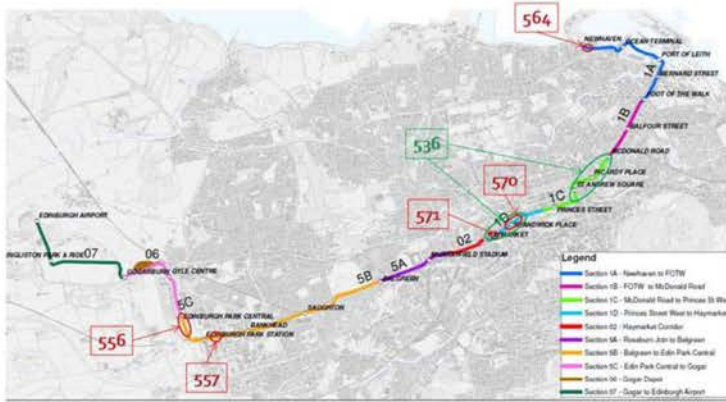 564
NEWHAVEN
OCEAN TERMINAL
PORT OF LEITH
1A
BERNARD STREET
FOOT OF THE WALK
1B
BALFOUR STREET
536
MCDONALD ROAD
570
PICARDY PLACE
ST ANDREW SQUARE
1C
571
PRINCES STREET
1D
SHANDWICK PLACE
HAYMARKET
EDINBURGH AIRPORT
02
MURRAYFIELD STADIUM
07
06
INGLISTON PARK & RIDE
GOGARBURN
GYLE CENTRE
5A
BALGREEN
5B
5C
SAUGHTON
EDINBURGH PARK CENTRAL
BANKHEAD
556
EDINBURGH PARK STATION
557
Legend
Section 1A - Newhaven to FOTW
Section 1B - FOTW to McDonald Road
Section 1C - McDonald Road to Princes St W
Section 1D - Princes Street West to Haymarket
Section 02 - Haymarket Corridor
Section 5A - Roseburn Join to Balgreen
Section 5B - Balgreen to Edin Park Central
Section 5C - Edin Park Central to Gogar
Section 06 - Gogar Depot
Section 07 - Gogar to Edinburgh Airport